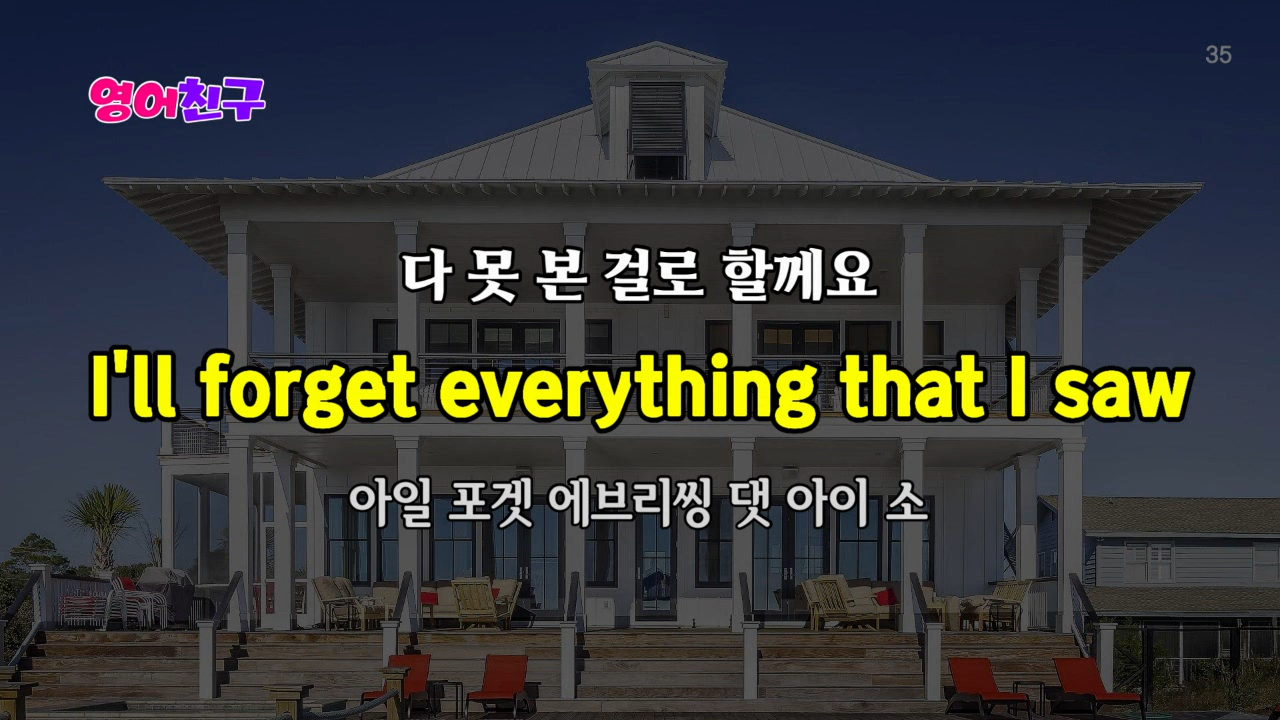 35
영어친구
다 못 본 걸로 할께요
I'll forget everything that I saw
아일 포겟 에브리씽 댓 아이 소